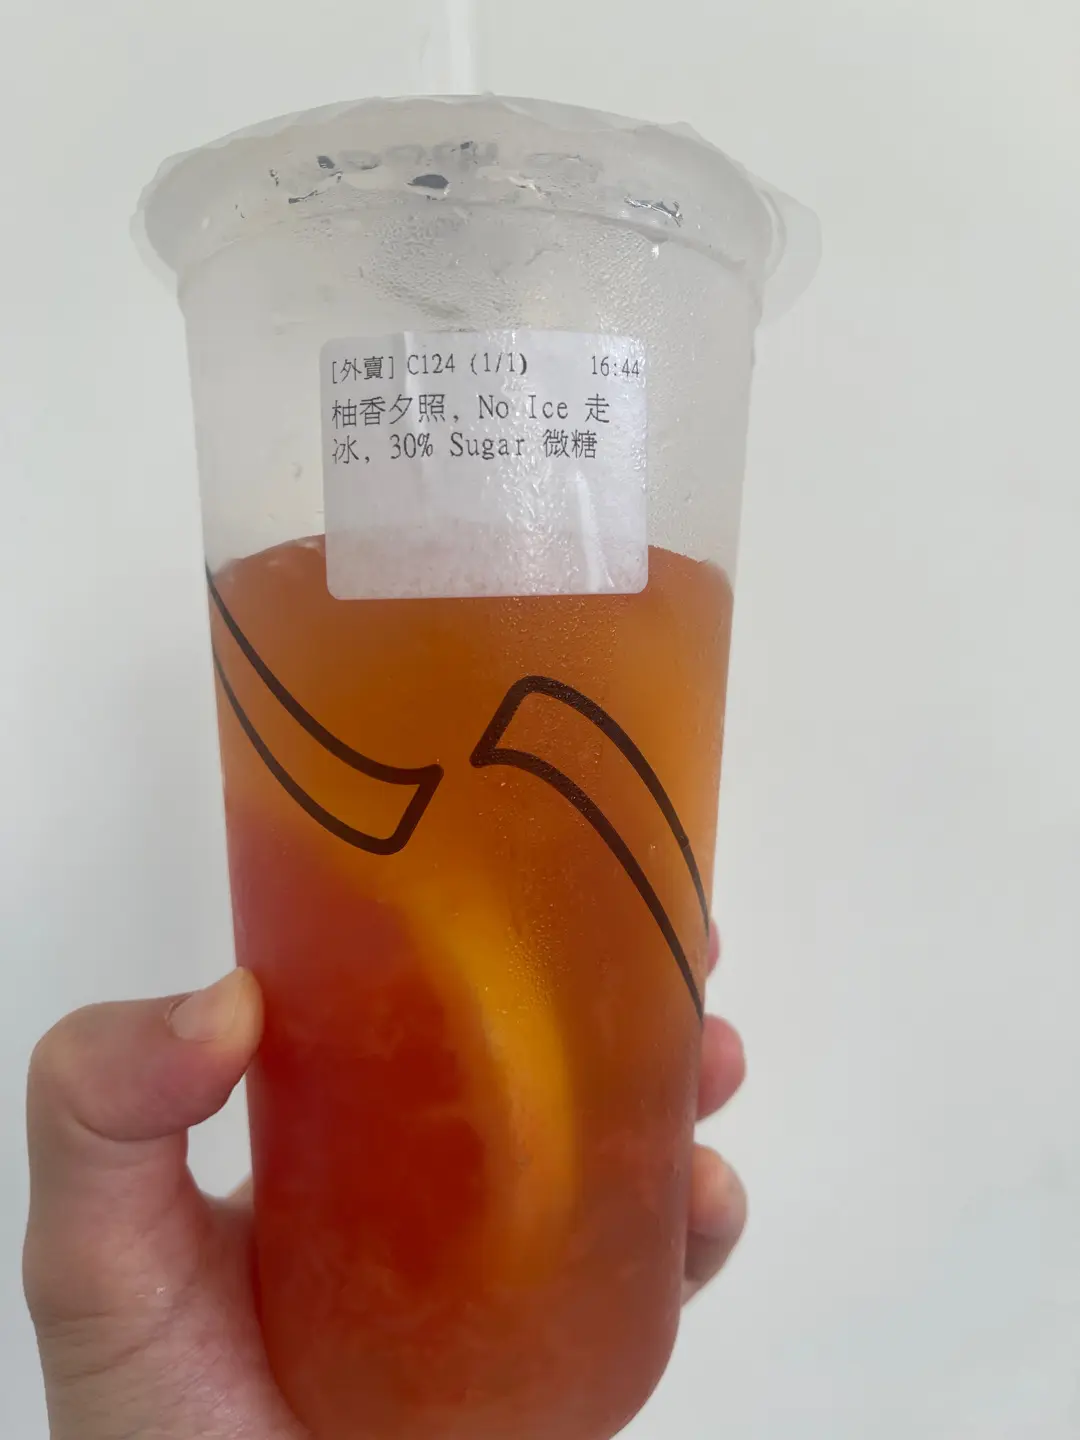 [外賣] C124 (1/1) 16:44
柚香夕照, No Ice 走
冰, 30% Sugar 微糖